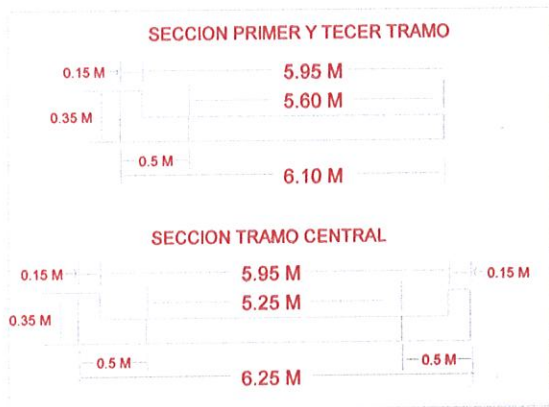 SECCION PRIMER Y TECER TRAMO
0.15 M 5.95 M
5.60 M
0.35 M
0.5 M
6.10 M
SECCION TRAMO CENTRAL
0.15 M 5.95 M 0.15 M
5.25 M
0.35 M
0.5 M 0.5 M
6.25 M